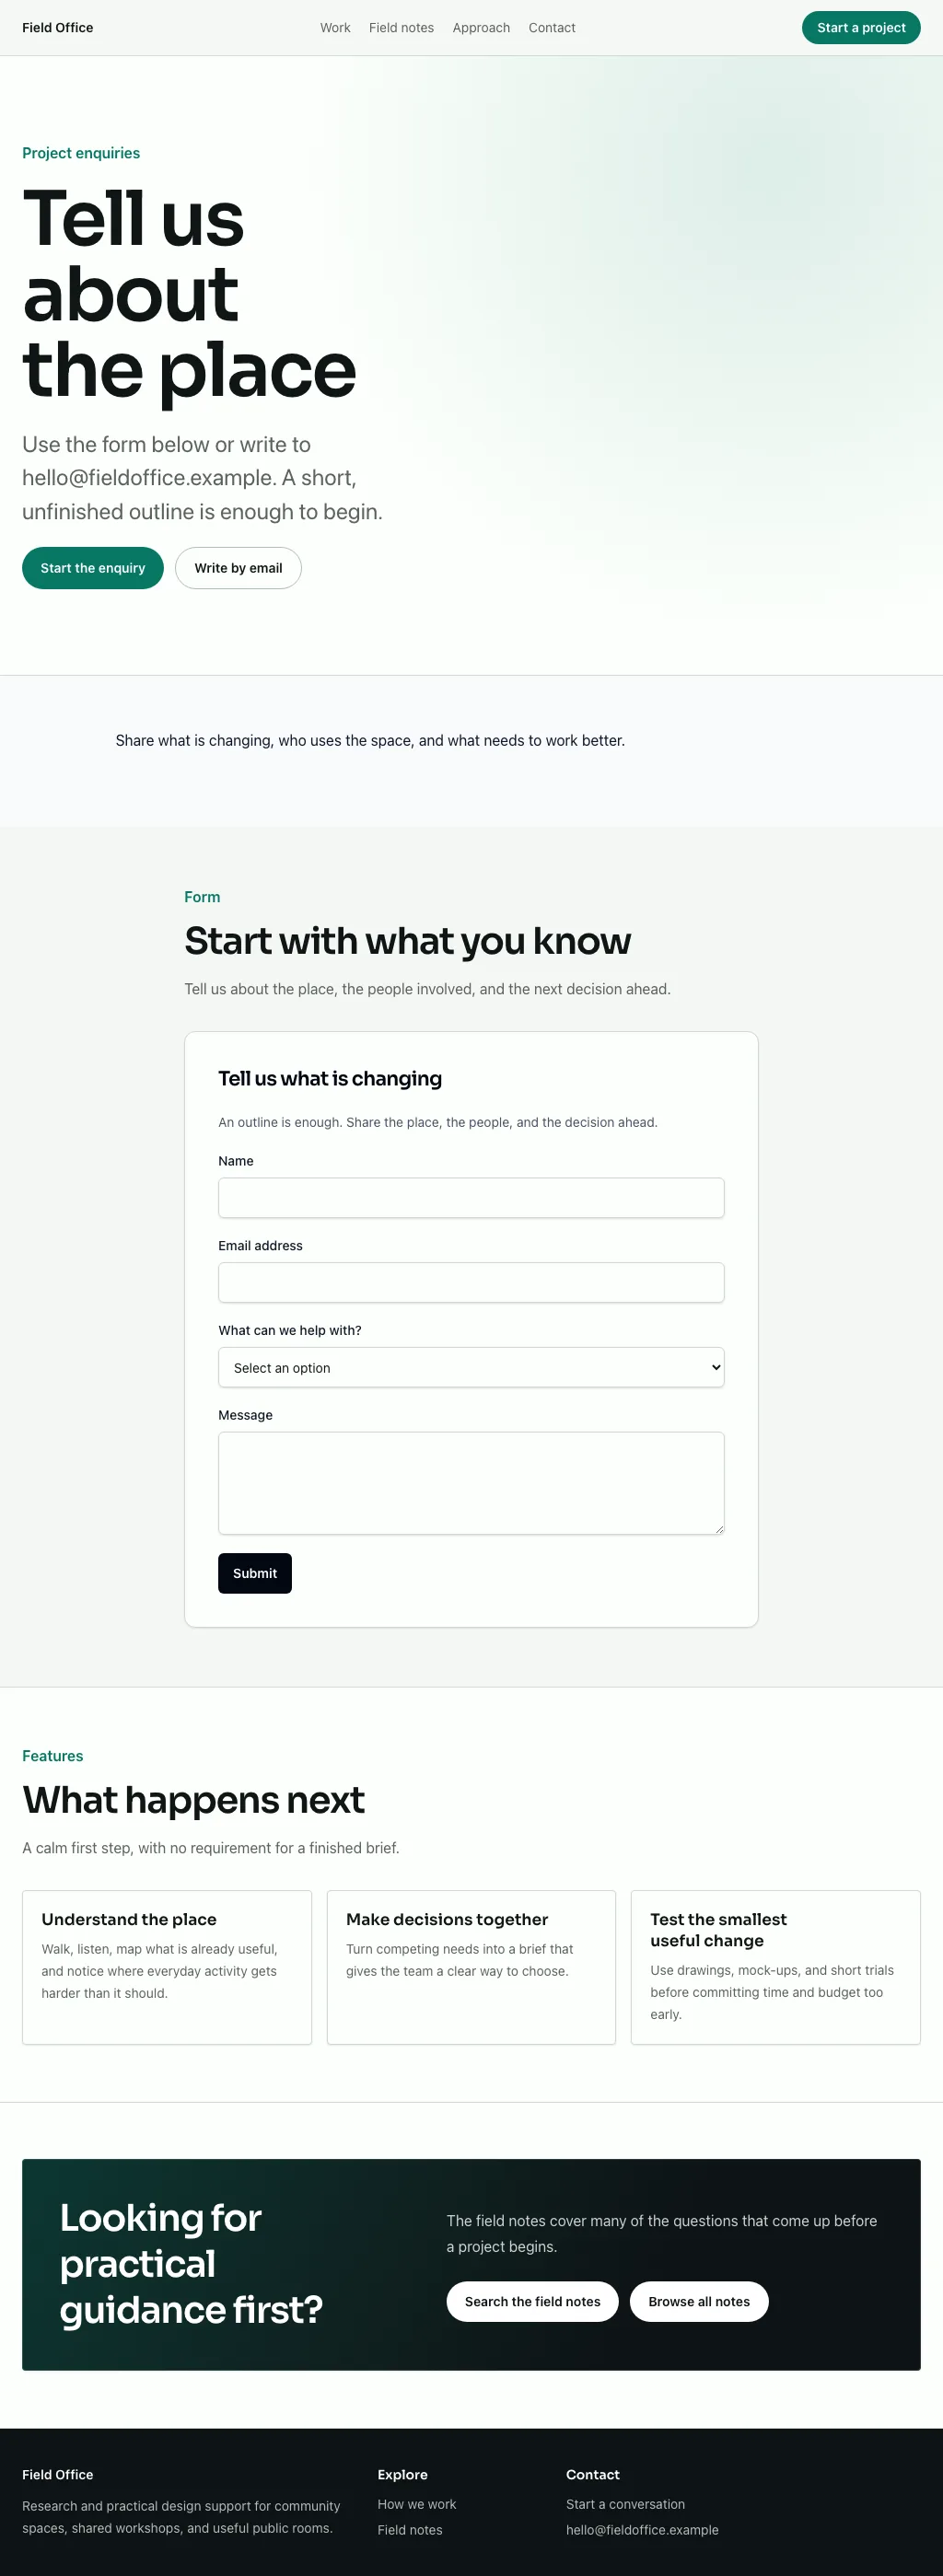 Field Office
Work
Field notes
Approach
Contact
Start a project
Project enquiries
Tell us
about
the place
Use the form below or write to
hello@fieldoffice.example. A short,
unfinished outline is enough to begin.
Start the enquiry
Write by email
Share what is changing, who uses the space, and what needs to work better.
Form
Start with what you know
Tell us about the place, the people involved, and the next decision ahead.
Tell us what is changing
An outline is enough. Share the place, the people, and the decision ahead.
Name
Email address
What can we help with?
Select an option
Message
Submit
Features
What happens next
A calm first step, with no requirement for a finished brief.
Understand the place
Walk, listen, map what is already useful,
and notice where everyday activity gets
harder than it should.
Make decisions together
Turn competing needs into a brief that
gives the team a clear way to choose.
Test the smallest
useful change
Use drawings, mock-ups, and short trials
before committing time and budget too
early.
Looking for
practical
guidance first?
The field notes cover many of the questions that come up before
a project begins.
Search the field notes
Browse all notes
Field Office
Research and practical design support for community
spaces, shared workshops, and useful public rooms.
Explore
How we work
Field notes
Contact
Start a conversation
hello@fieldoffice.example